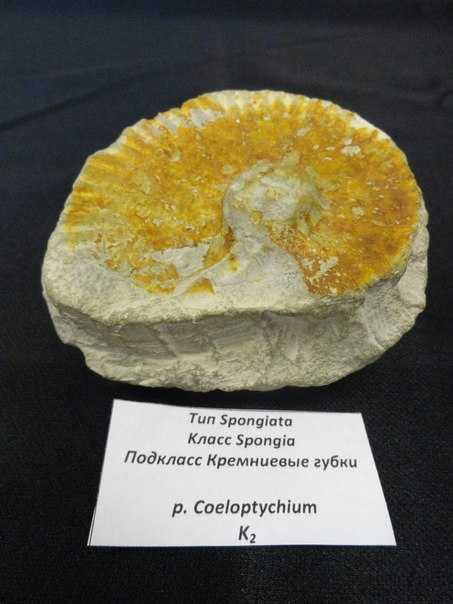 Тип Spongiata
Класс Spongia
Подкласс Кремниевые губки
р. Coeloptychium
K₂